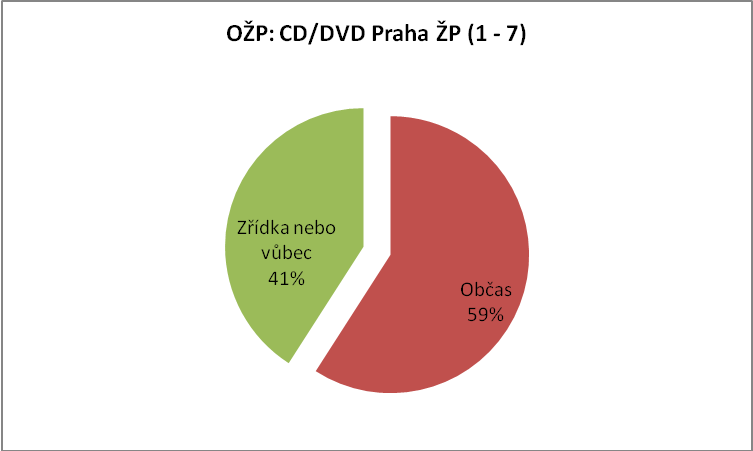 OŽP: CD/DVD Praha ŽP (1 - 7)
Zřídka nebo
vůbec
41%
Občas
59%